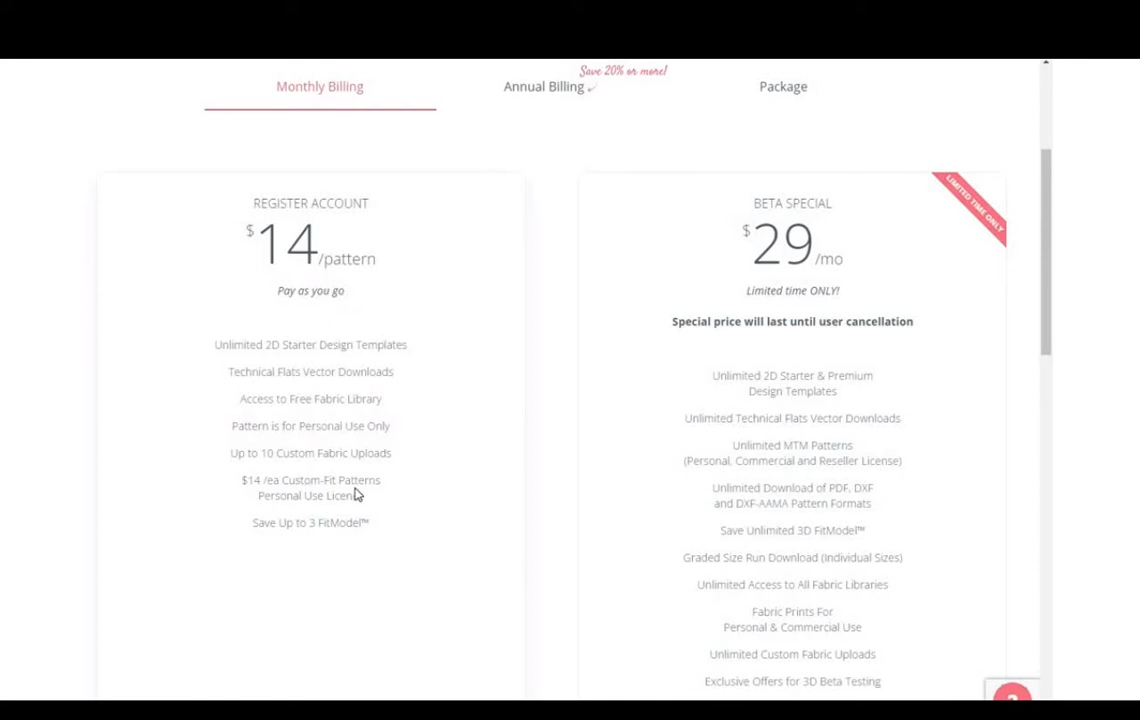 Save 20% or more!
Monthly Billing
Annual Billing
Package
REGISTER ACCOUNT
$14/pattern
Pay as you go
Unlimited 2D Starter Design Templates
Technical Flats Vector Downloads
Access to Free Fabric Library
Pattern is for Personal Use Only
Up to 10 Custom Fabric Uploads
$14 /ea Custom-Fit Patterns
Personal Use License
Save Up to 3 FitModel™
LIMITED TIME ONLY
BETA SPECIAL
$29/mo
Limited time ONLY!
Special price will last until user cancellation
Unlimited 2D Starter & Premium
Design Templates
Unlimited Technical Flats Vector Downloads
Unlimited MTM Patterns
(Personal, Commercial and Reseller License)
Unlimited Download of PDF, DXF
and DXF-AAMA Pattern Formats
Save Unlimited 3D FitModel™
Graded Size Run Download (Individual Sizes)
Unlimited Access to All Fabric Libraries
Fabric Prints For
Personal & Commercial Use
Unlimited Custom Fabric Uploads
Exclusive Offers for 3D Beta Testing